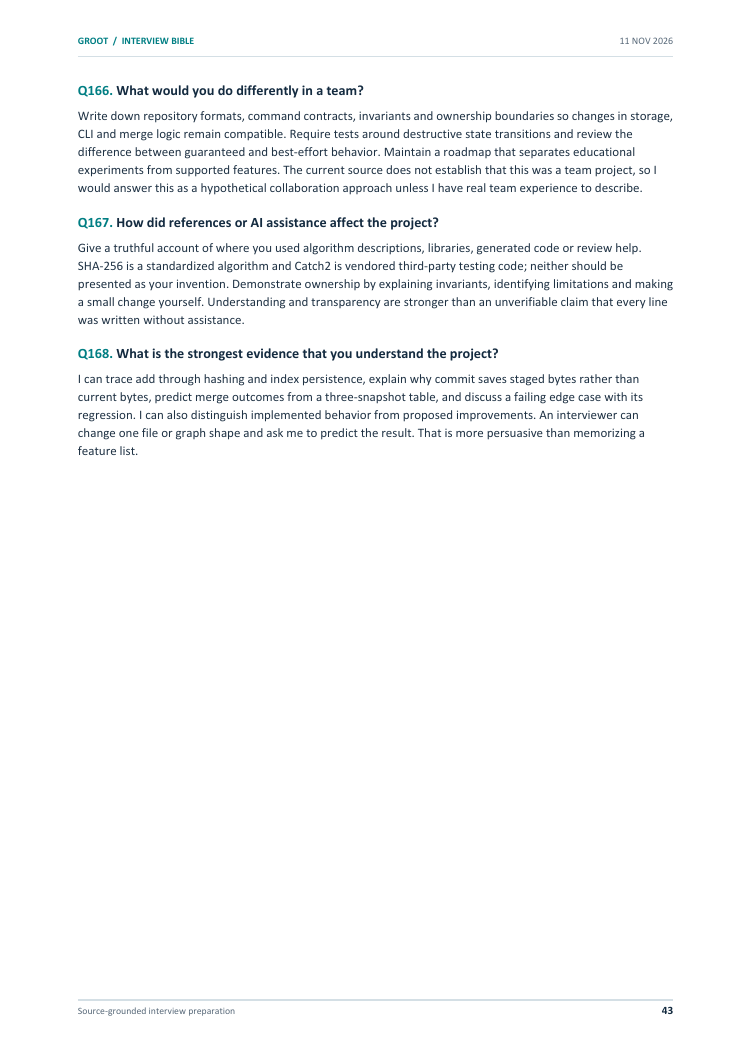 GROOT / INTERVIEW BIBLE
11 NOV 2026
Q166. What would you do differently in a team?
Write down repository formats, command contracts, invariants and ownership boundaries so changes in storage,
CLI and merge logic remain compatible. Require tests around destructive state transitions and review the
difference between guaranteed and best-effort behavior. Maintain a roadmap that separates educational
experiments from supported features. The current source does not establish that this was a team project, so I
would answer this as a hypothetical collaboration approach unless I have real team experience to describe.
Q167. How did references or AI assistance affect the project?
Give a truthful account of where you used algorithm descriptions, libraries, generated code or review help.
SHA-256 is a standardized algorithm and Catch2 is vendored third-party testing code; neither should be
presented as your invention. Demonstrate ownership by explaining invariants, identifying limitations and making
a small change yourself. Understanding and transparency are stronger than an unverifiable claim that every line
was written without assistance.
Q168. What is the strongest evidence that you understand the project?
I can trace add through hashing and index persistence, explain why commit saves staged bytes rather than
current bytes, predict merge outcomes from a three-snapshot table, and discuss a failing edge case with its
regression. I can also distinguish implemented behavior from proposed improvements. An interviewer can
change one file or graph shape and ask me to predict the result. That is more persuasive than memorizing a
feature list.
Source-grounded interview preparation
43